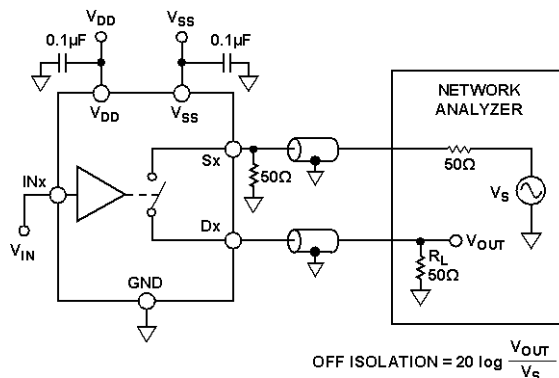 VDD VSS
0.1µF 0.1µF
VDD VSS
NETWORK
ANALYZER
Sx
50Ω 50Ω
INx
VS
VIN
Dx
VOUT
RL
50Ω
GND
OFF ISOLATION = 20 log VOUT
VS